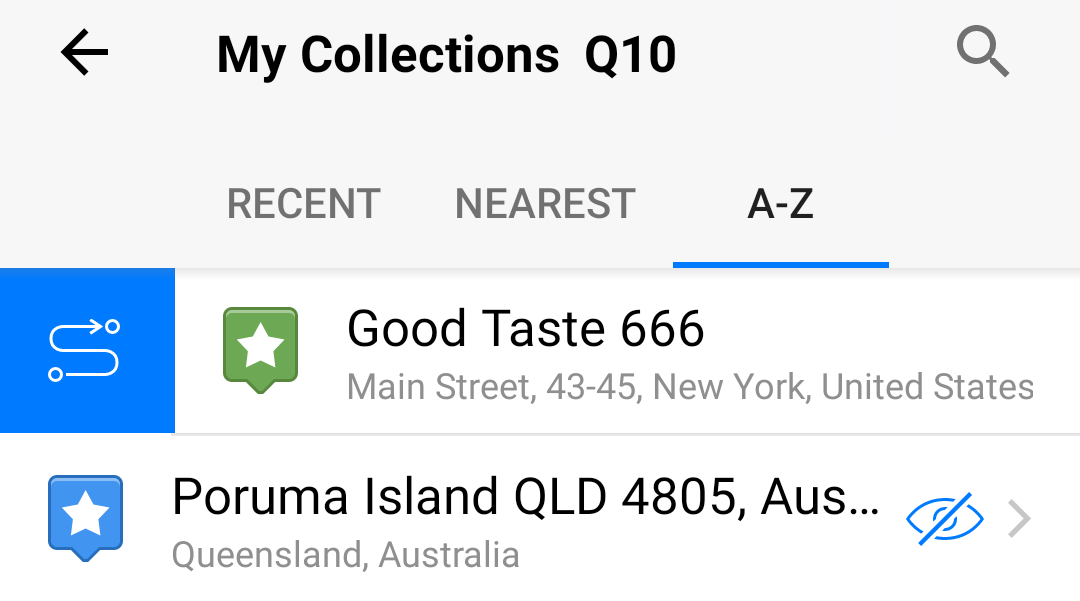 My Collections Q10
RECENT NEAREST A-Z
Good Taste 666
Main Street, 43-45, New York, United States
Poruma Island QLD 4805, Aus...
Queensland, Australia